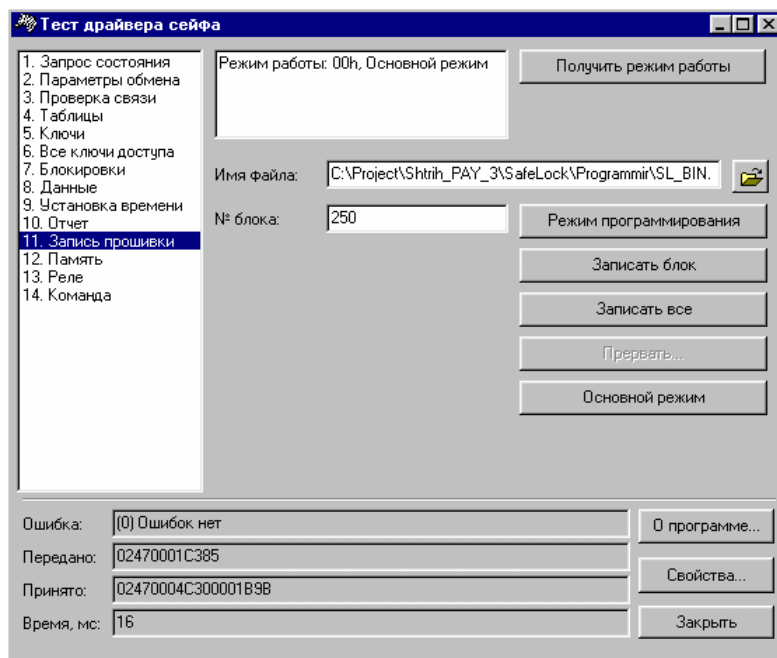 Тест драйвера сейфа
1. Запрос состояния
2. Параметры обмена
3. Проверка связи
4. Таблицы
5. Ключи
6. Все ключи доступа
7. Блокировки
8. Данные
9. Установка времени
10. Отчет
11. Запись прошивки
12. Память
13. Реле
14. Команда
Режим работы: 00h, Основной режим
Получить режим работы
Имя файла: C:\Project\Shtrih_PAY_3\SafeLock\Programmir\SL_BIN.
№ блока: 250
Режим программирования
Записать блок
Записать все
Прервать...
Основной режим
Ошибка: (0) Ошибок нет
О программе...
Передано: 02470001C385
Свойства...
Принято: 02470004C300001B9B
Время, мс: 16
Закрыть